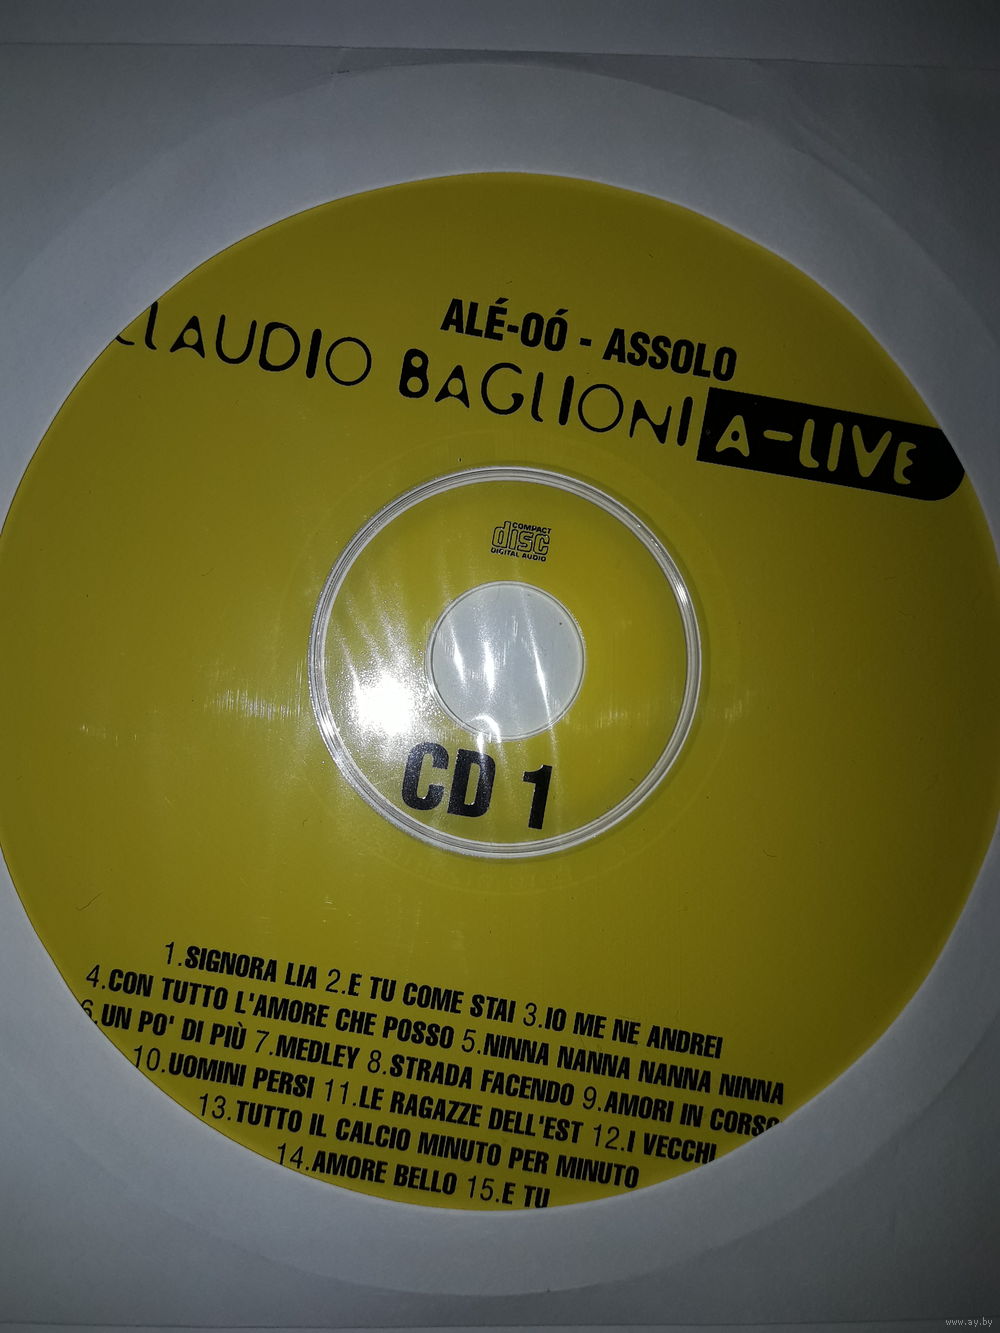 ALÉ-OÓ - ASSOLO
CLAUDIO BAGLIONI A-LIVE
COMPACT
disc
DIGITAL AUDIO
CD 1
1.SIGNORA LIA 2.E TU COME STAI 3.IO ME NE ANDREI
4.CON TUTTO L'AMORE CHE POSSO 5.NINNA NANNA NANNA NINNA
6.UN PO' DI PIÙ 7.MEDLEY 8.STRADA FACENDO 9.AMORI IN CORSO
10.UOMINI PERSI 11.LE RAGAZZE DELL'EST 12.I VECCHI
13.TUTTO IL CALCIO MINUTO PER MINUTO
14.AMORE BELLO 15.E TU
www.ay.by